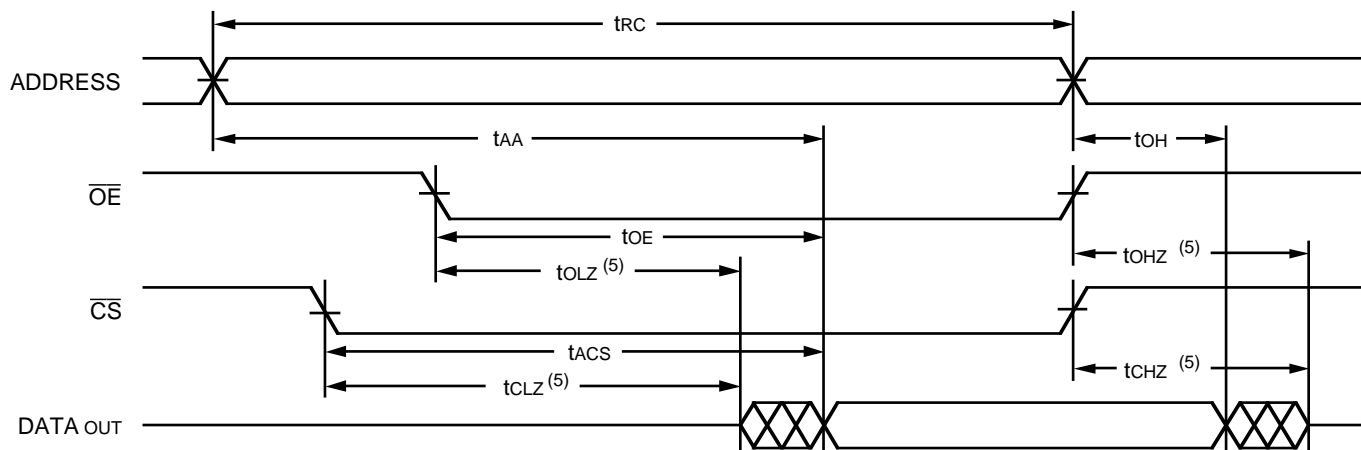 tRC
ADDRESS
tAA
tOH
OE
tOE
tOLZ (5)
tOHZ (5)
CS
tACS
tCLZ (5)
tCHZ (5)
DATA OUT